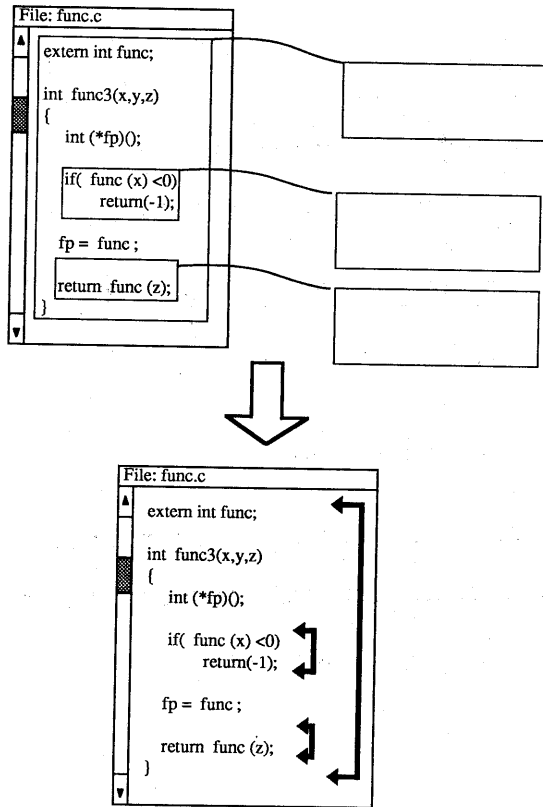 File: func.c
extern int func;
int func3(x,y,z)
{
int (*fp)();
if( func (x) <0)
return(-1);
fp = func ;
return func (z);
}
File: func.c
extern int func;
int func3(x,y,z)
{
int (*fp)();
if( func (x) <0)
return(-1);
fp = func ;
return func (z);
}